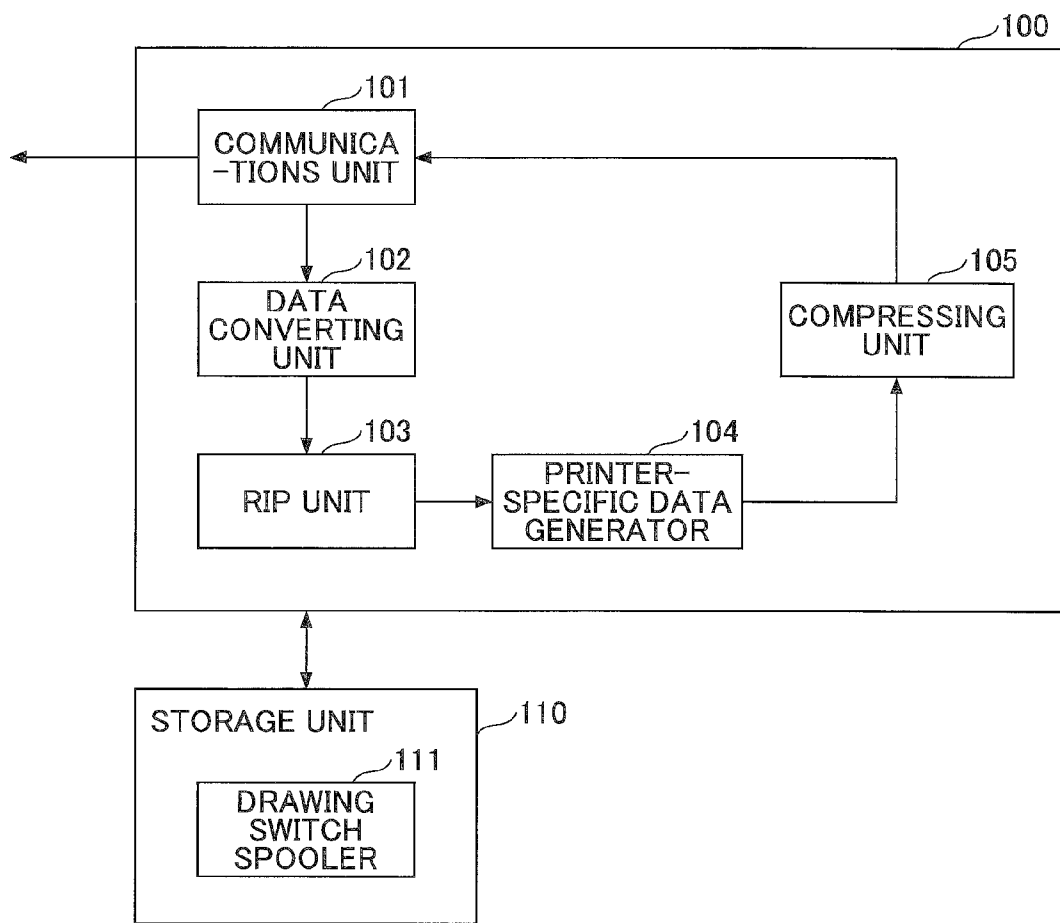 100
101
COMMUNICA
-TIONS UNIT
102
DATA
CONVERTING
UNIT
105
COMPRESSING
UNIT
103
RIP UNIT
104
PRINTER-
SPECIFIC DATA
GENERATOR
STORAGE UNIT
110
111
DRAWING
SWITCH
SPOOLER